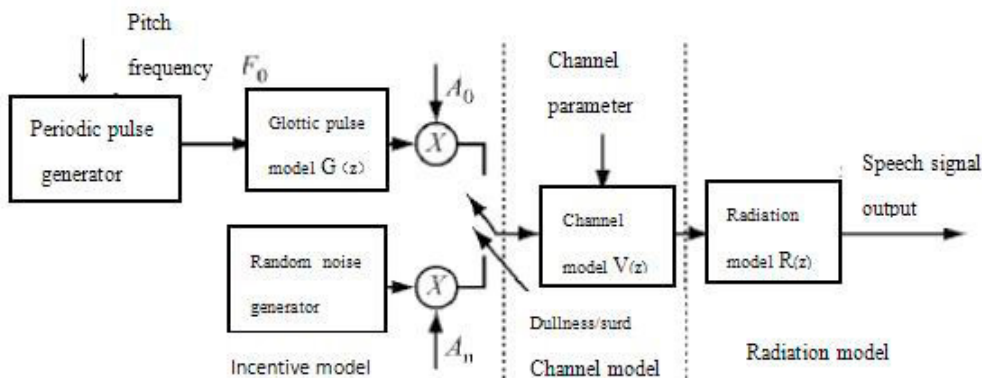 Pitch
frequency
F₀
Periodic pulse
generator
Glottic pulse
model G (z)
A₀
X
Random noise
generator
X
Aₙ
Incentive model
Channel
parameter
Channel
model V(z)
Dullness/surd
Channel model
Radiation
model R(z)
Speech signal
output
Radiation model